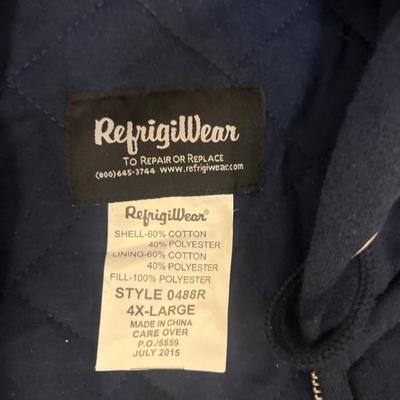 RefrigiWear
TO REPAIR OR REPLACE
(800)645-3744 www.refrigiwear.com
RefrigiWear®
SHELL-60% COTTON
40% POLYESTER
LINING-60% COTTON
40% POLYESTER
FILL-100% POLYESTER
STYLE 0488R
4X-LARGE
MADE IN CHINA
CARE OVER
P.O./5559
JULY 2015